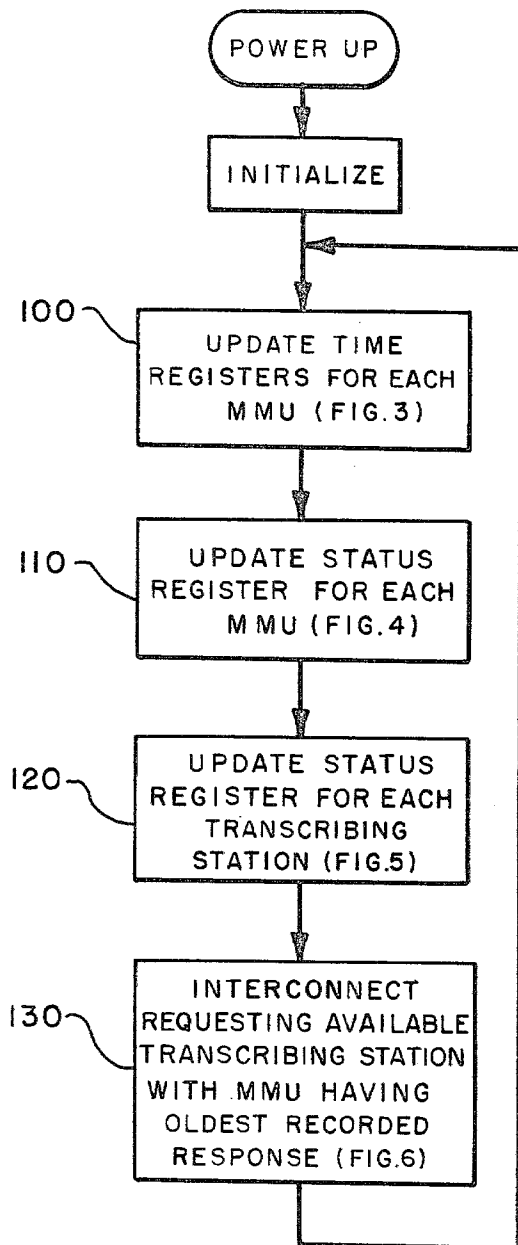 POWER UP
INITIALIZE
100
UPDATE TIME
REGISTERS FOR EACH
MMU (FIG.3)
110
UPDATE STATUS
REGISTER FOR EACH
MMU (FIG.4)
120
UPDATE STATUS
REGISTER FOR EACH
TRANSCRIBING
STATION (FIG.5)
130
INTERCONNECT
REQUESTING AVAILABLE
TRANSCRIBING STATION
WITH MMU HAVING
OLDEST RECORDED
RESPONSE (FIG.6)